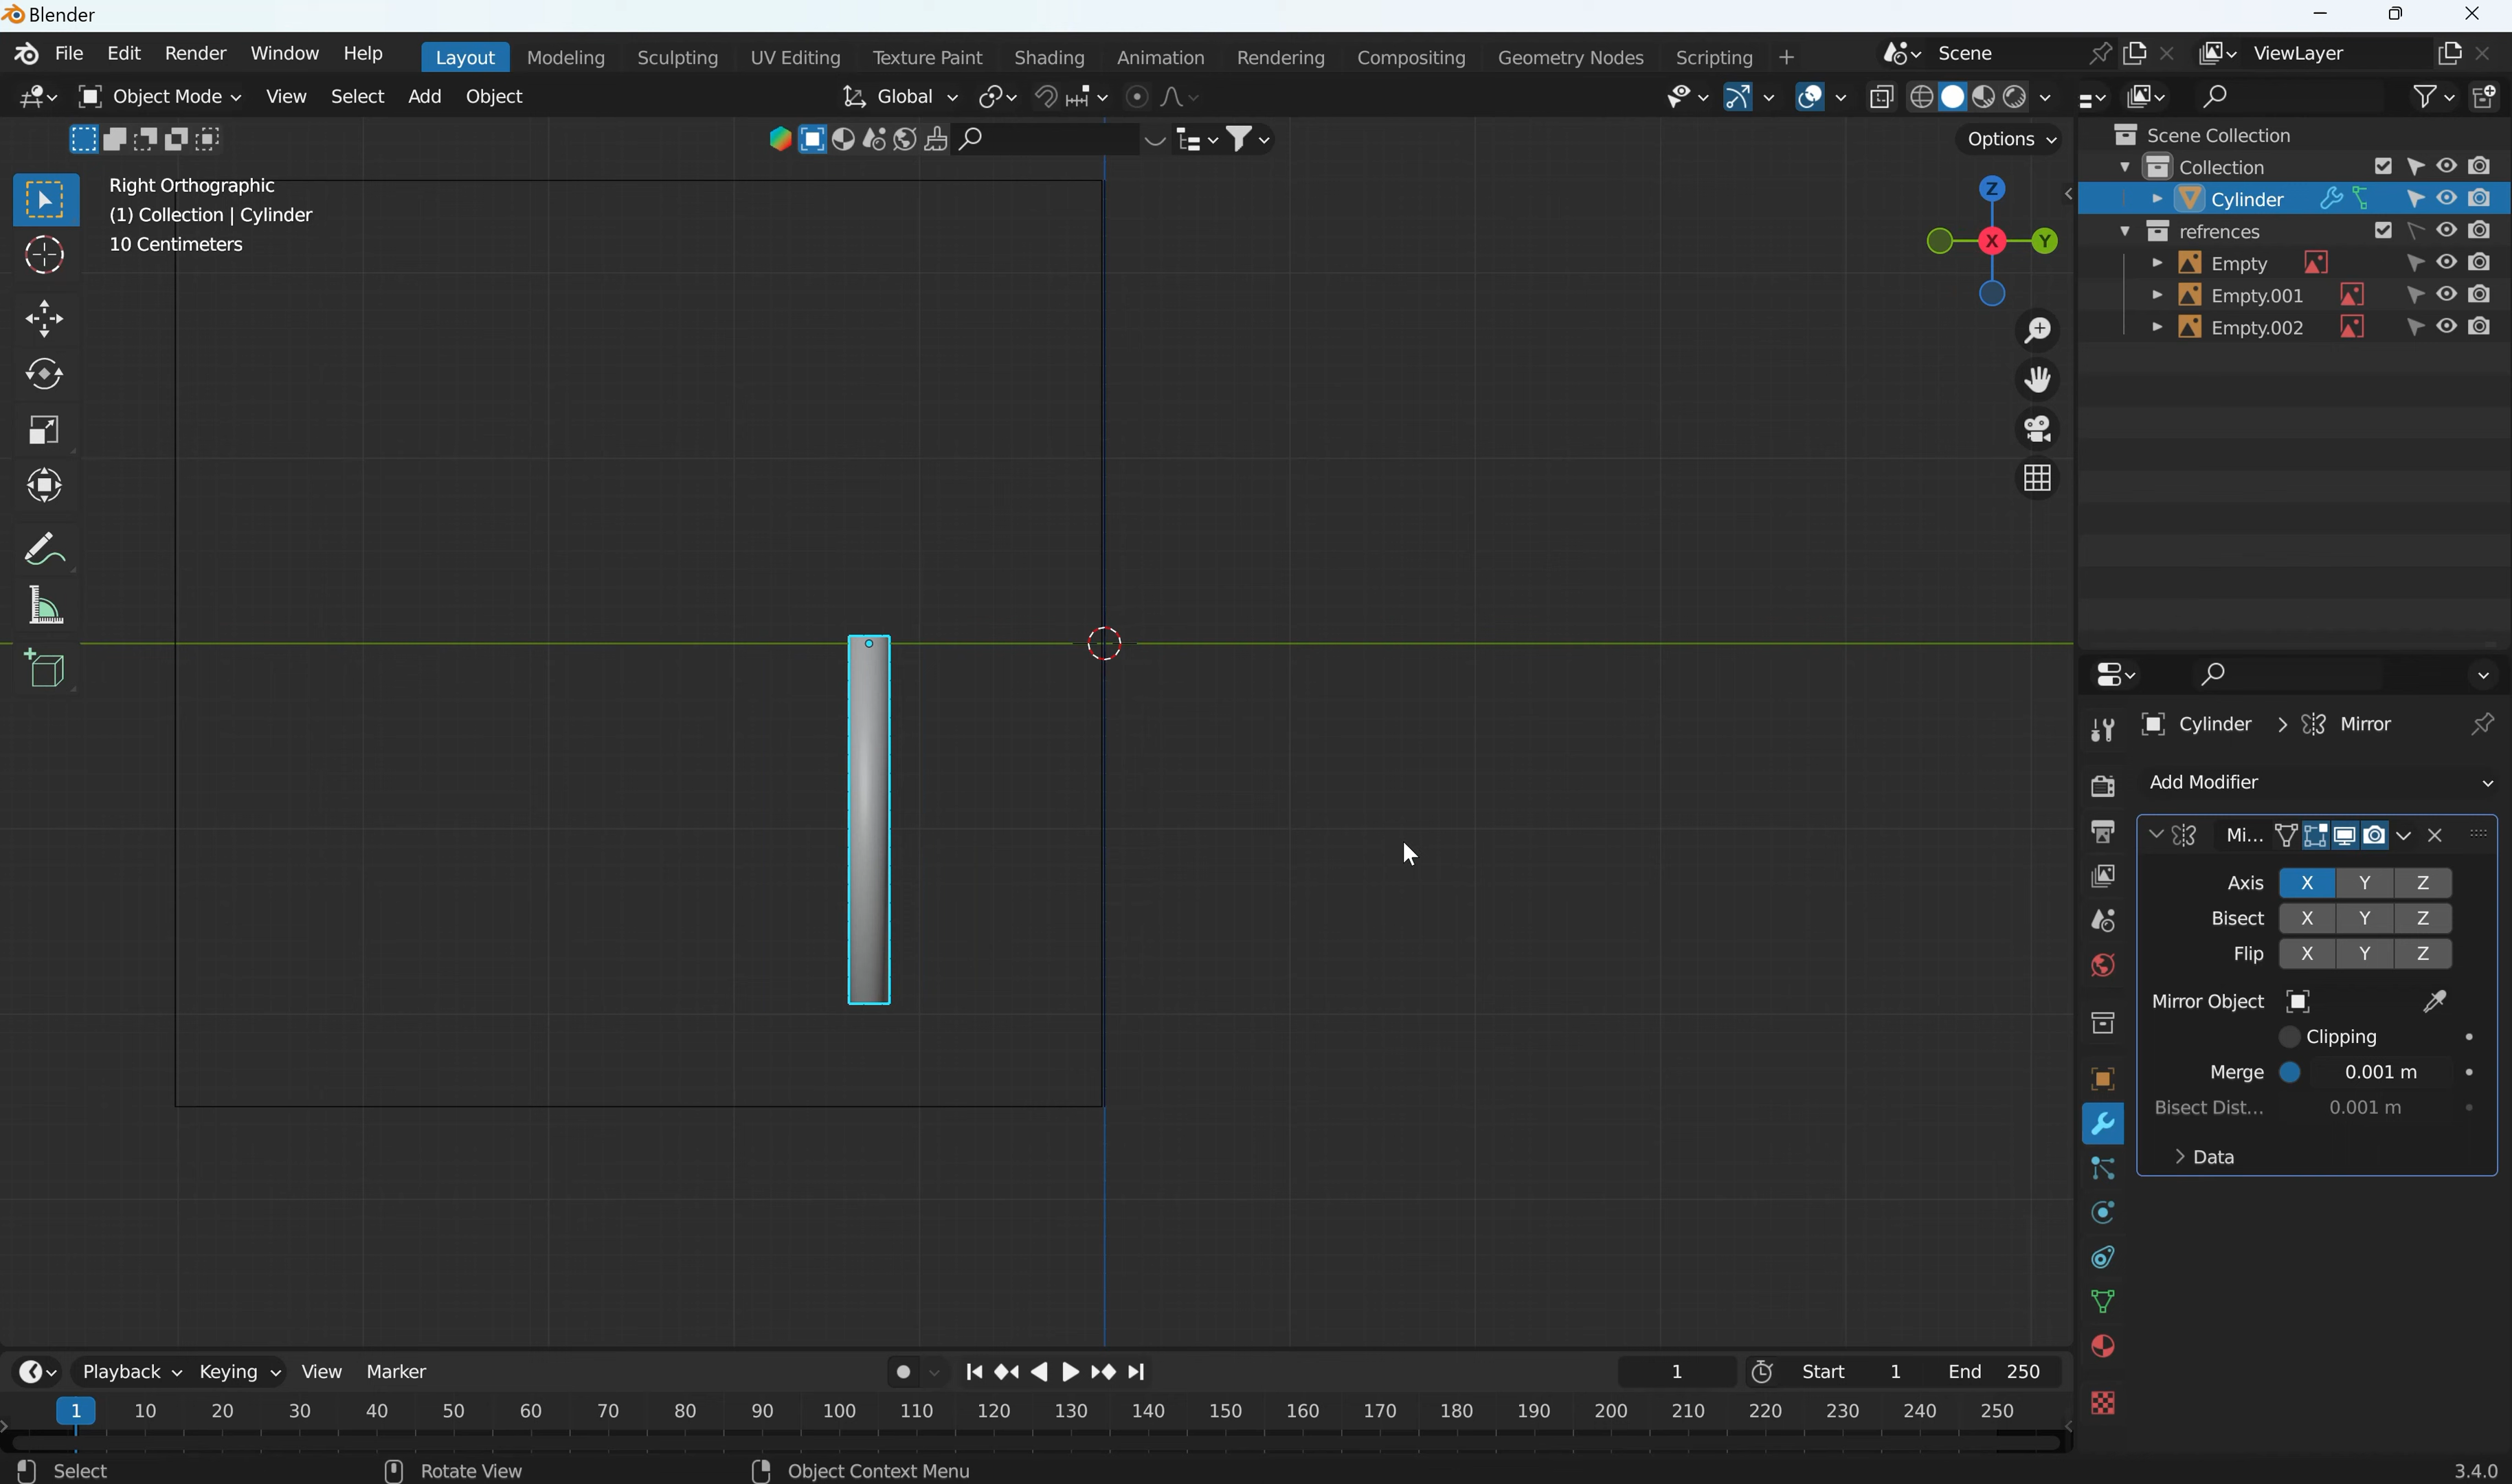 Blender
File Edit Render Window Help Layout Modeling Sculpting UV Editing Texture Paint Shading Animation Rendering Compositing Geometry Nodes Scripting + Scene ViewLayer
Object Mode View Select Add Object Global
Options
Right Orthographic
(1) Collection | Cylinder
10 Centimeters
Z
X
Y
Scene Collection
Collection
Cylinder
refrences
Empty
Empty.001
Empty.002
Cylinder > Mirror
Add Modifier
Mi...
Axis X Y Z
Bisect X Y Z
Flip X Y Z
Mirror Object
Clipping
Merge 0.001 m
Bisect Dist... 0.001 m
> Data
Playback Keying View Marker 1 Start 1 End 250
1 10 20 30 40 50 60 70 80 90 100 110 120 130 140 150 160 170 180 190 200 210 220 230 240 250
Select Rotate View Object Context Menu 3.4.0